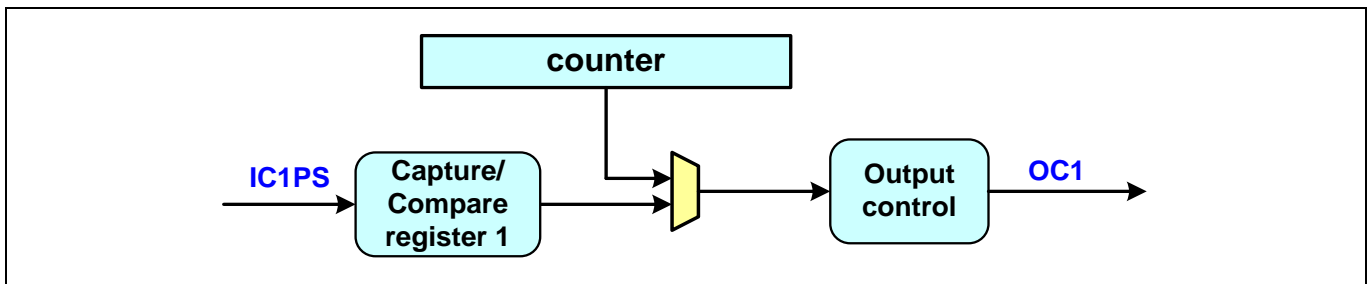 counter
IC1PS
Capture/
Compare
register 1
Output
control
OC1